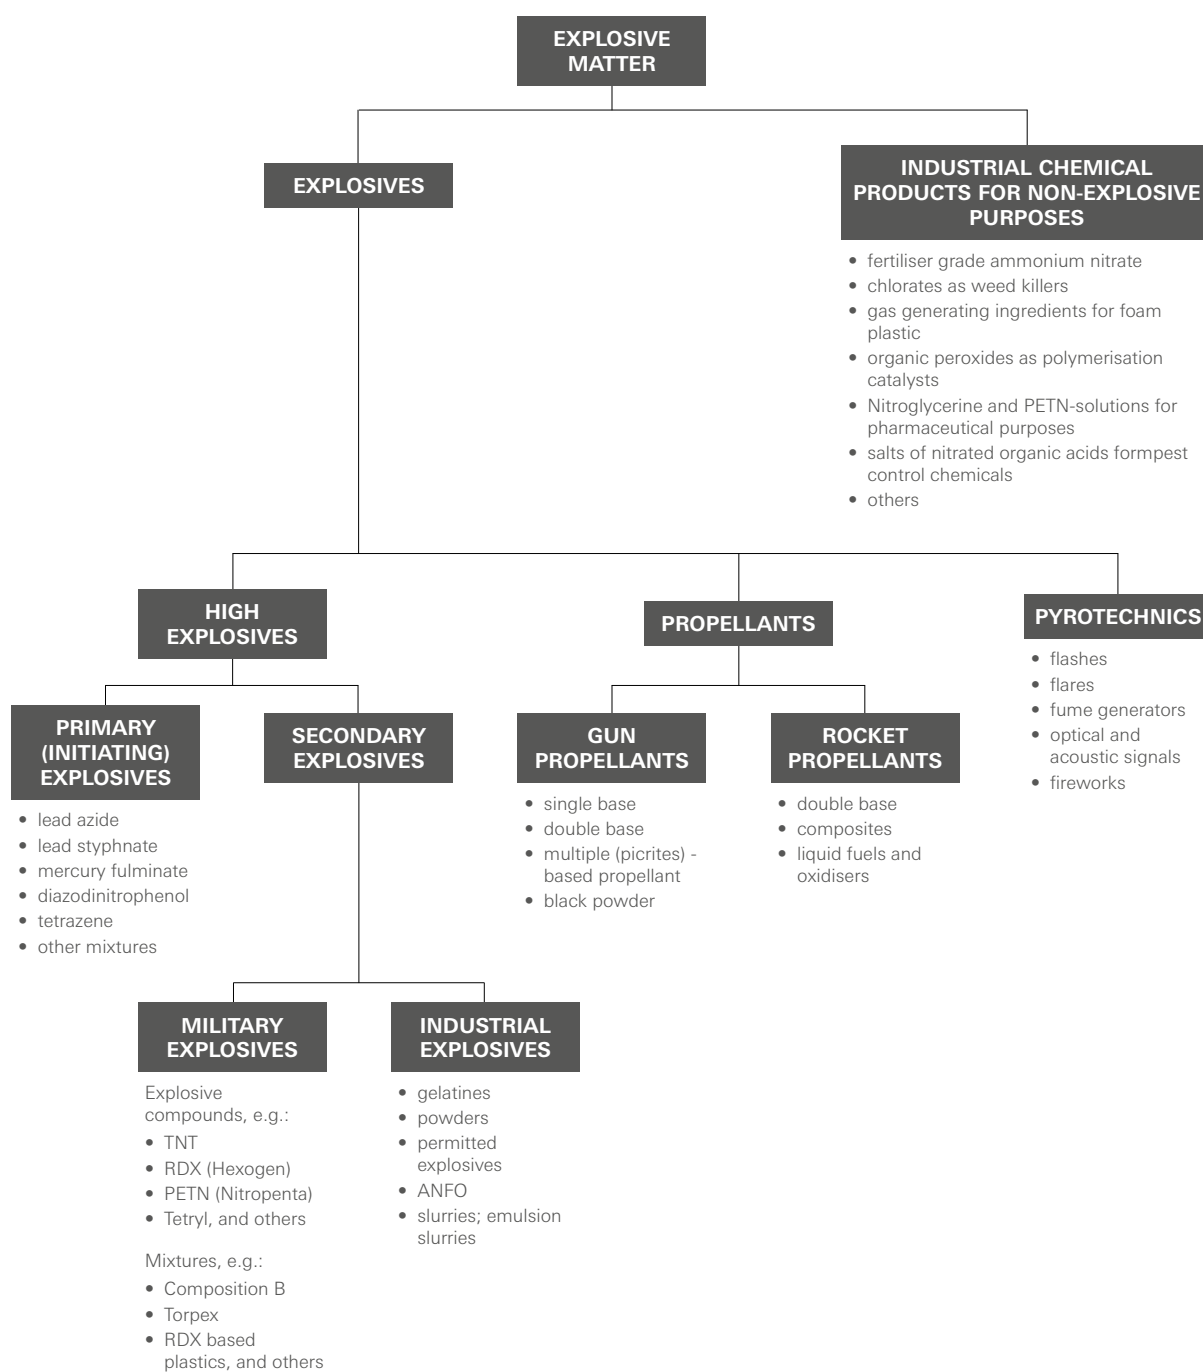 EXPLOSIVE
MATTER
EXPLOSIVES
INDUSTRIAL CHEMICAL
PRODUCTS FOR NON-EXPLOSIVE
PURPOSES
• fertiliser grade ammonium nitrate
• chlorates as weed killers
• gas generating ingredients for foam
plastic
• organic peroxides as polymerisation
catalysts
• Nitroglycerine and PETN-solutions for
pharmaceutical purposes
• salts of nitrated organic acids formpest
control chemicals
• others
HIGH
EXPLOSIVES
PROPELLANTS
PYROTECHNICS
• flashes
• flares
• fume generators
• optical and
acoustic signals
• fireworks
PRIMARY
(INITIATING)
EXPLOSIVES
• lead azide
• lead styphnate
• mercury fulminate
• diazodinitrophenol
• tetrazene
• other mixtures
SECONDARY
EXPLOSIVES
GUN
PROPELLANTS
• single base
• double base
• multiple (picrites) -
based propellant
• black powder
ROCKET
PROPELLANTS
• double base
• composites
• liquid fuels and
oxidisers
MILITARY
EXPLOSIVES
Explosive
compounds, e.g.:
• TNT
• RDX (Hexogen)
• PETN (Nitropenta)
• Tetryl, and others
Mixtures, e.g.:
• Composition B
• Torpex
• RDX based
plastics, and others
INDUSTRIAL
EXPLOSIVES
• gelatines
• powders
• permitted
explosives
• ANFO
• slurries; emulsion
slurries